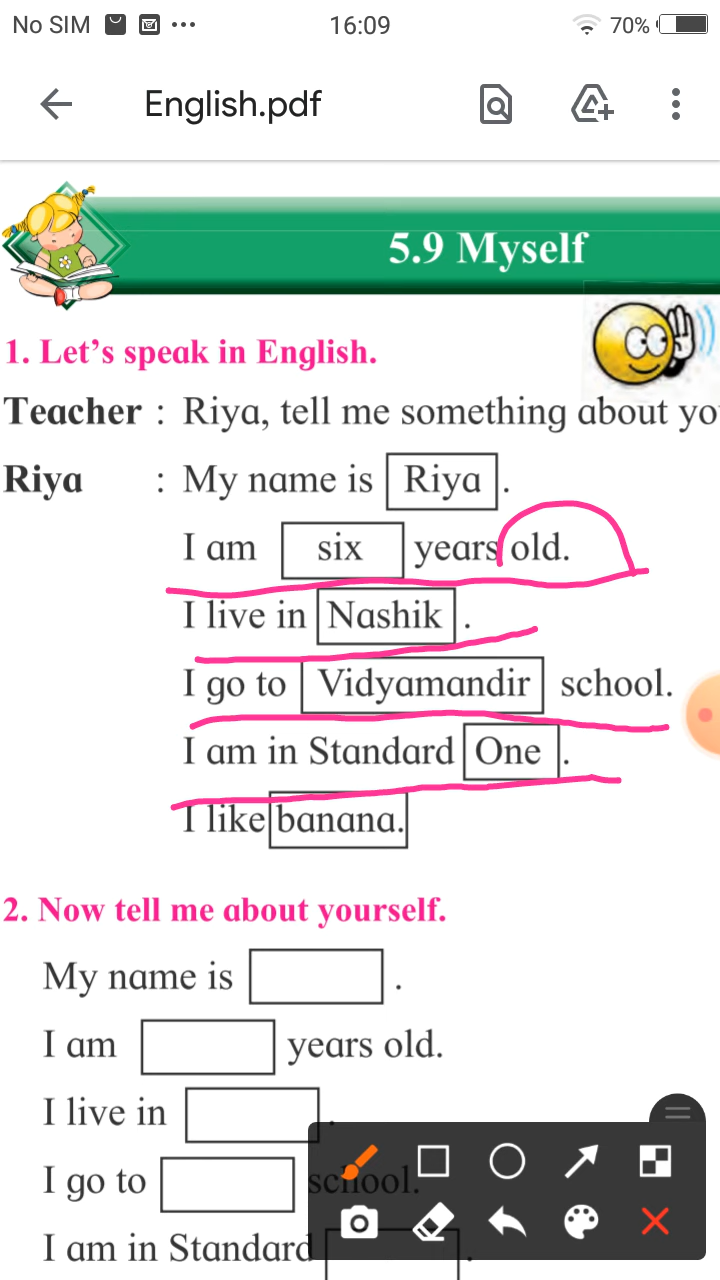 No SIM 16:09 70%
English.pdf
5.9 Myself
1. Let's speak in English.
Teacher : Riya, tell me something about yo
Riya : My name is Riya .
I am six years old.
I live in Nashik .
I go to Vidyamandir school.
I am in Standard One .
I like banana.
2. Now tell me about yourself.
My name is .
I am years old.
I live in .
I go to school.
I am in Standard .